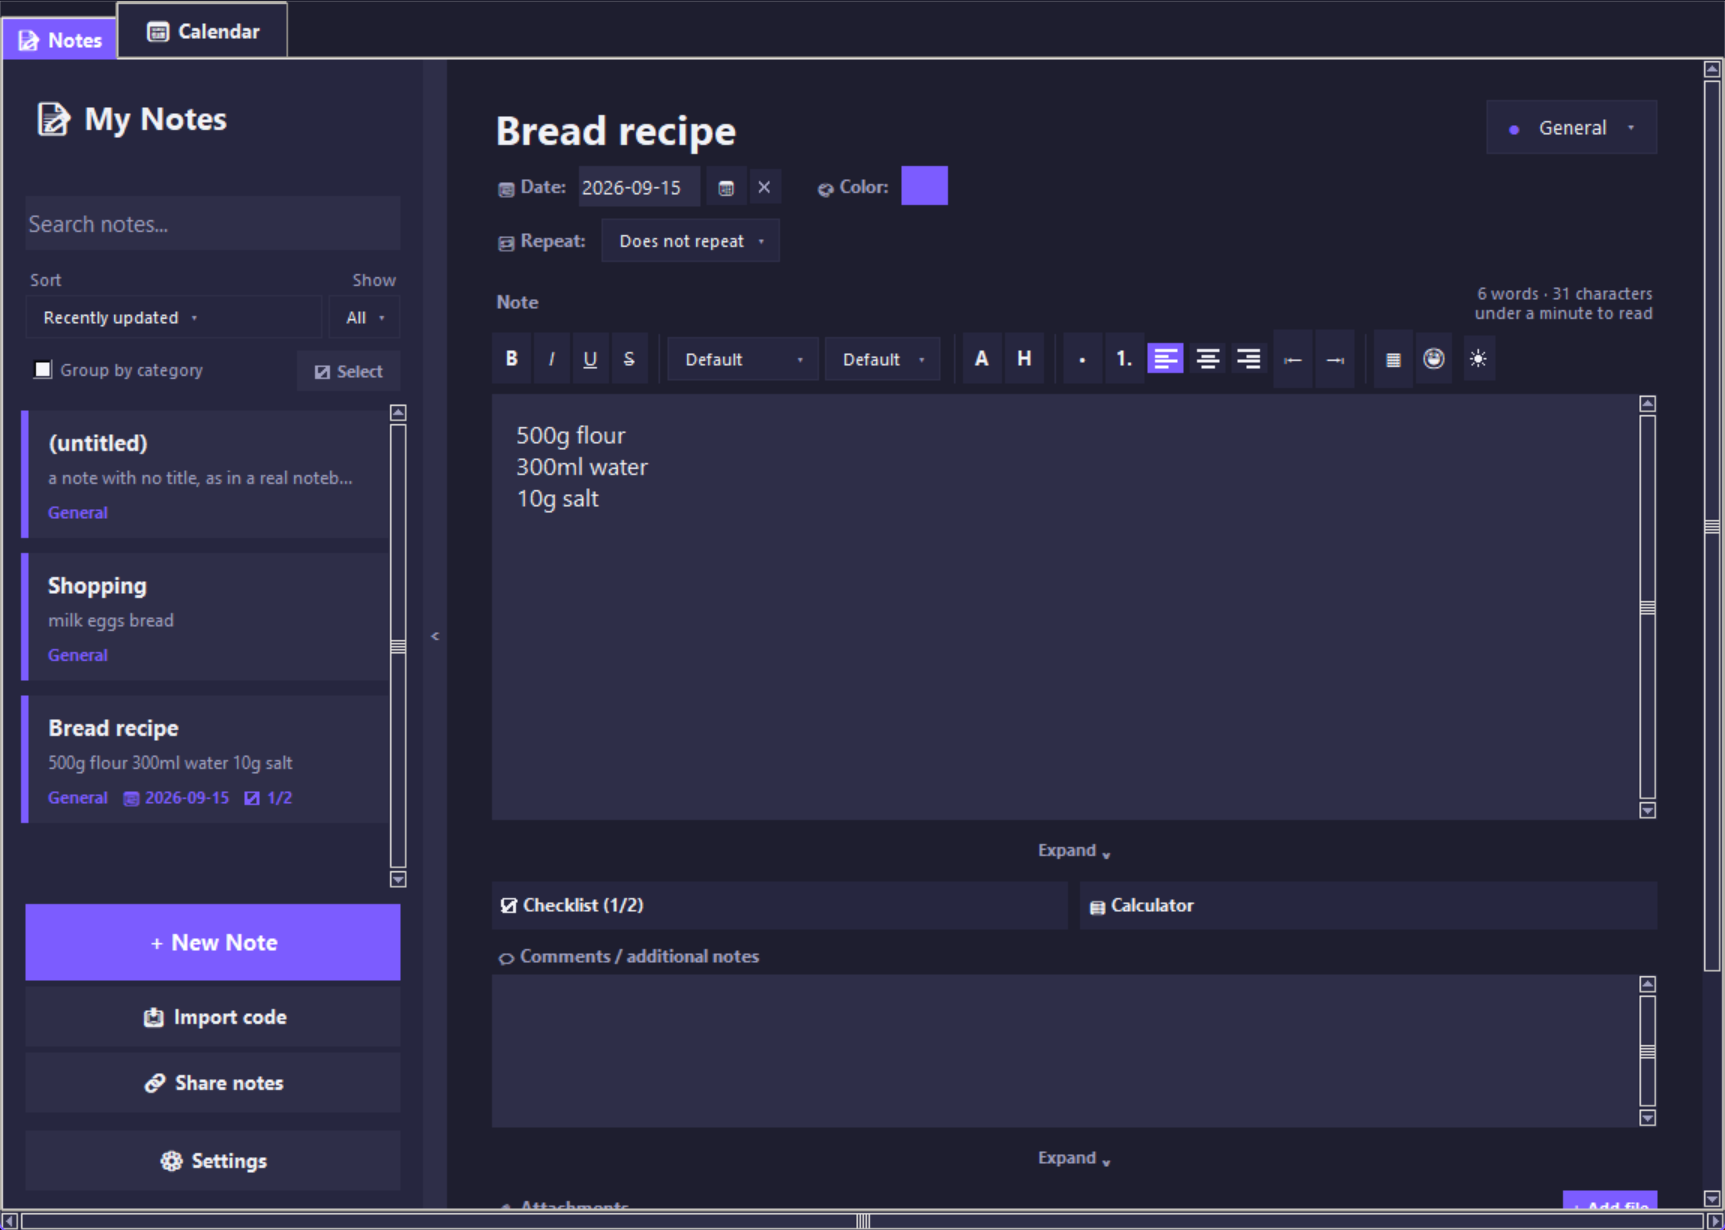 Notes
Calendar
My Notes
Search notes...
Sort
Show
Recently updated
All
Group by category
Select
(untitled)
a note with no title, as in a real noteb...
General
Shopping
milk eggs bread
General
Bread recipe
500g flour 300ml water 10g salt
General 2026-09-15 1/2
+ New Note
Import code
Share notes
Settings
<
Bread recipe
General
Date: 2026-09-15 × Color:
Repeat: Does not repeat
Note
6 words · 31 characters
under a minute to read
B I U S Default Default A H • 1.
500g flour
300ml water
10g salt
Expand
Checklist (1/2)
Calculator
Comments / additional notes
Expand
Attachments
+ Add file